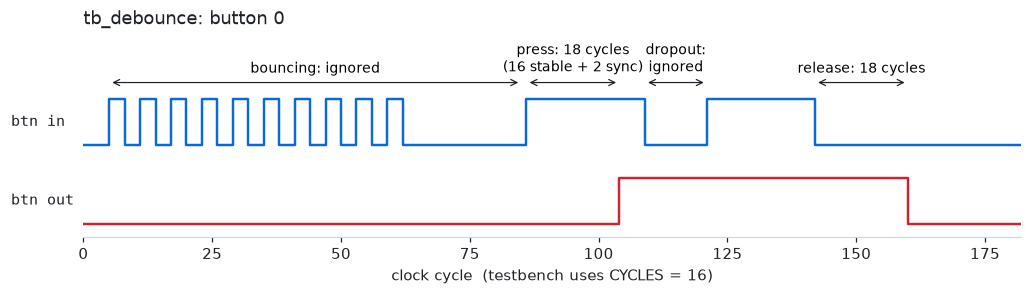 tb_debounce: button 0
press: 18 cycles
(16 stable + 2 sync)
dropout:
ignored
bouncing: ignored
release: 18 cycles
btn in
btn out
0 25 50 75 100 125 150 175
clock cycle (testbench uses CYCLES = 16)